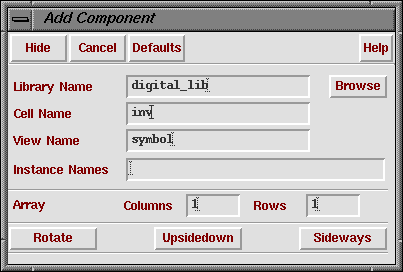 Add Component
Hide Cancel Defaults Help
Library Name digital_lib Browse
Cell Name inv
View Name symbol
Instance Names
Array Columns 1 Rows 1
Rotate Upsidedown Sideways